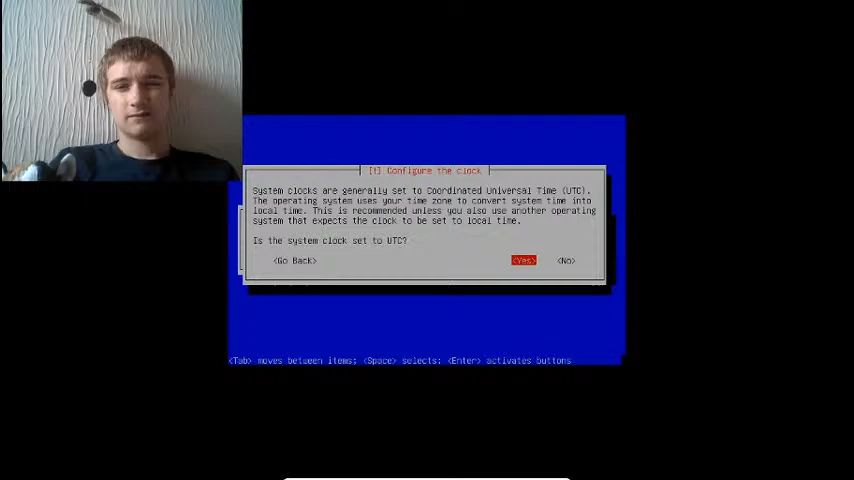 [!] Configure the clock
System clocks are generally set to Coordinated Universal Time (UTC).
The operating system uses your time zone to convert system time into
local time. This is recommended unless you also use another operating
system that expects the clock to be set to local time.
Is the system clock set to UTC?
<Go Back> <Yes> <No>
<Tab> moves between items; <Space> selects; <Enter> activates buttons